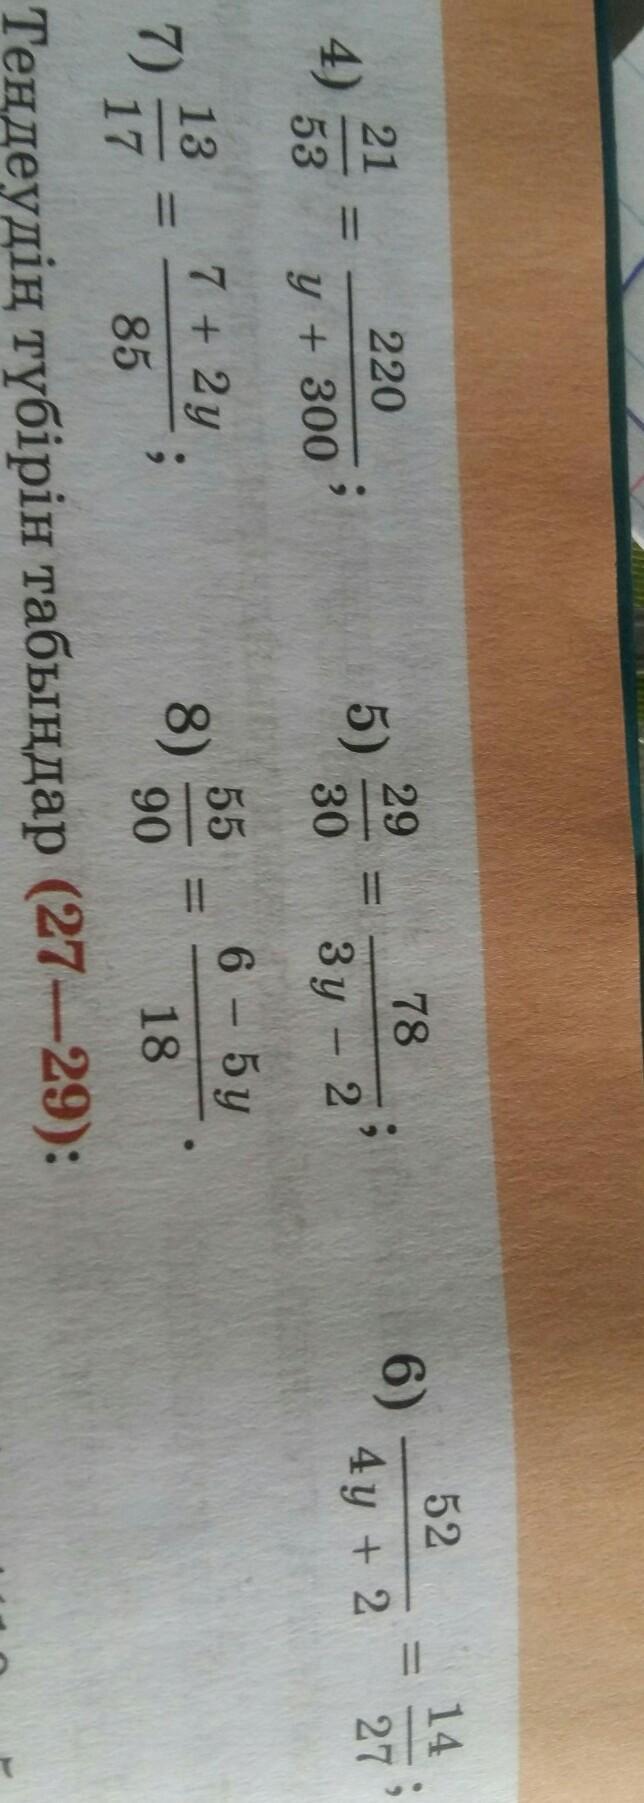 4) 21/53 = 220/(y + 300); 5) 29/30 = 78/(3y − 2); 6) 52/(4y + 2) = 14/27;
7) 13/17 = (7 + 2y)/85; 8) 55/90 = (6 − 5y)/18.
Теңдеудің түбірін табыңдар (27—29):